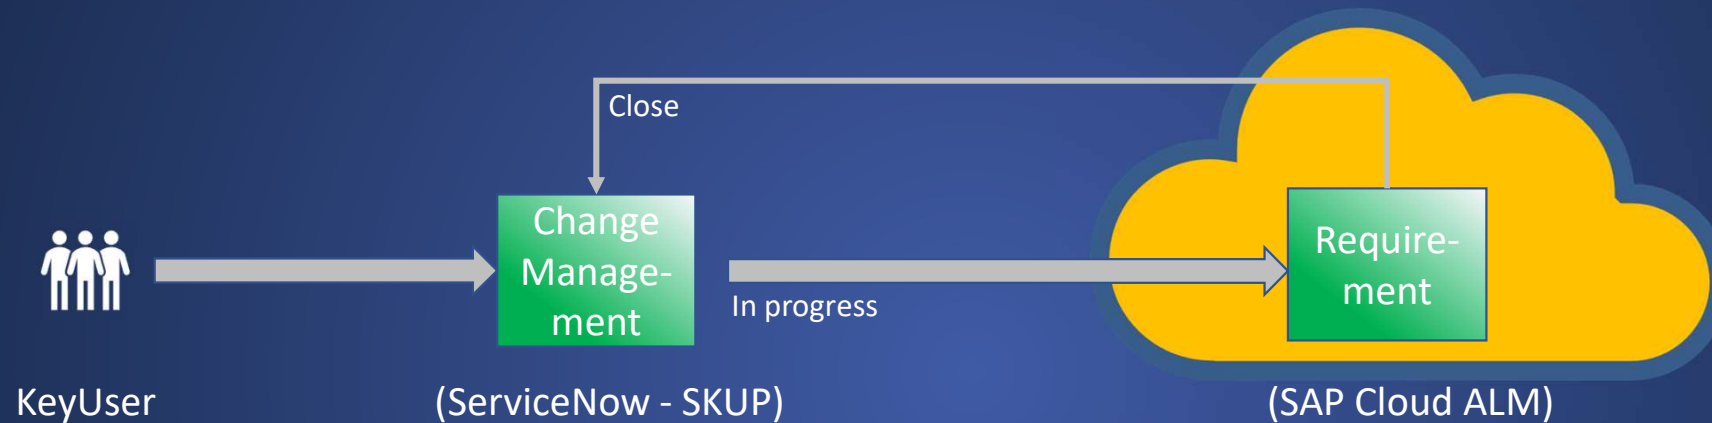 Close
Change
Manage-
ment
Require-
ment
In progress
KeyUser
(ServiceNow - SKUP)
(SAP Cloud ALM)